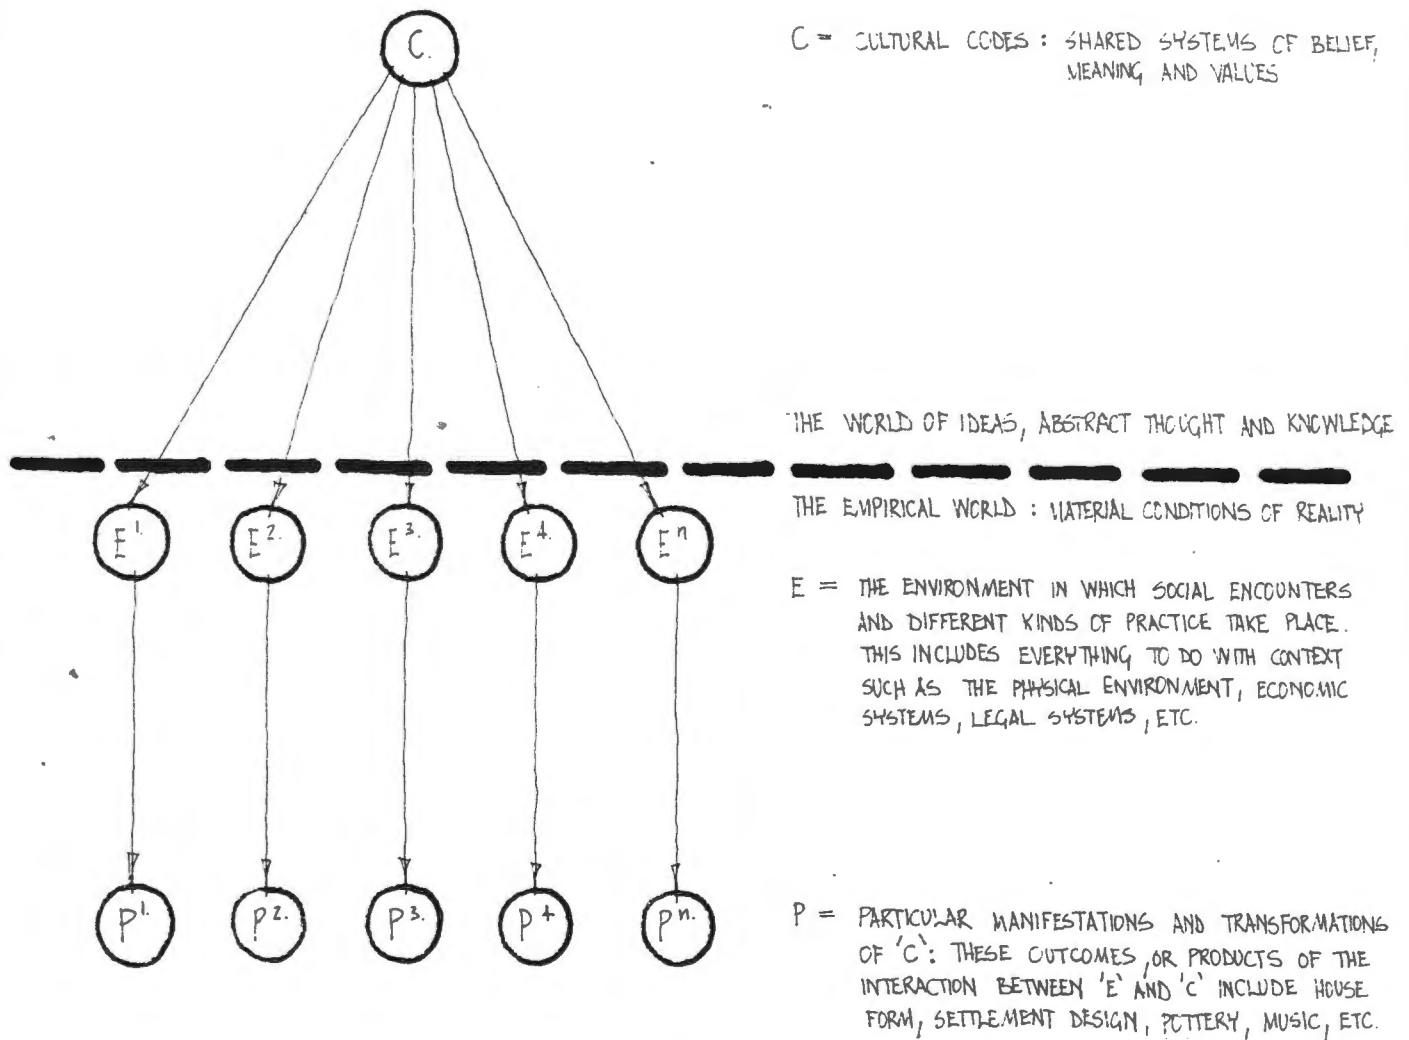 C.
C = CULTURAL CODES : SHARED SYSTEMS OF BELIEF,
MEANING AND VALUES
THE WORLD OF IDEAS, ABSTRACT THOUGHT AND KNOWLEDGE
THE EMPIRICAL WORLD : MATERIAL CONDITIONS OF REALITY
E1. E2. E3. E4. En
E = THE ENVIRONMENT IN WHICH SOCIAL ENCOUNTERS
AND DIFFERENT KINDS OF PRACTICE TAKE PLACE.
THIS INCLUDES EVERYTHING TO DO WITH CONTEXT
SUCH AS THE PHYSICAL ENVIRONMENT, ECONOMIC
SYSTEMS, LEGAL SYSTEMS, ETC.
P1. P2. P3. P4 Pn.
P = PARTICULAR MANIFESTATIONS AND TRANSFORMATIONS
OF 'C': THESE OUTCOMES, OR PRODUCTS OF THE
INTERACTION BETWEEN 'E' AND 'C' INCLUDE HOUSE
FORM, SETTLEMENT DESIGN, POTTERY, MUSIC, ETC.